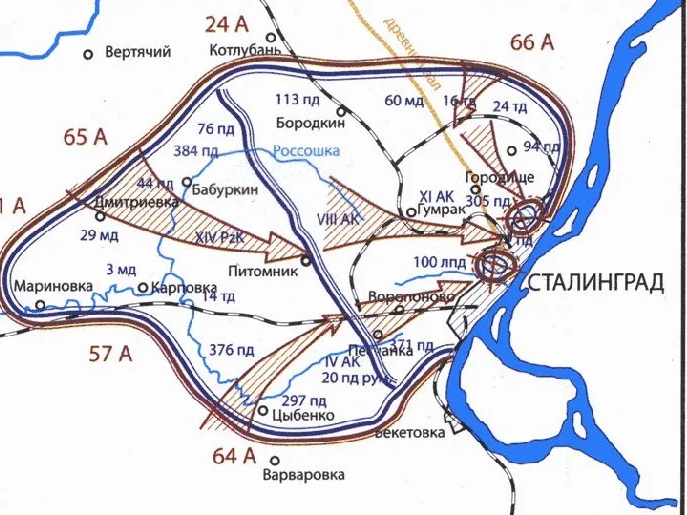 24 А
66 А
Вертячий
Котлубань
древний вал
113 пд
60 мд
16 тд
24 тд
Бородкин
76 пд
65 А
384 пд
Россошка
94 пд
Городище
44 пд
Бабуркин
XI АК
305 пд
Дмитриевка
Гумрак
VIII АК
29 мд
XIV PzK
пд
Питомник
100 лпд
3 мд
СТАЛИНГРАД
Мариновка
Карповка
14 тд
Воропоново
57 А
376 пд
Песчанка
371 пд
IV АК
20 пд рум
297 пд
Цыбенко
Бекетовка
64 А
Варваровка